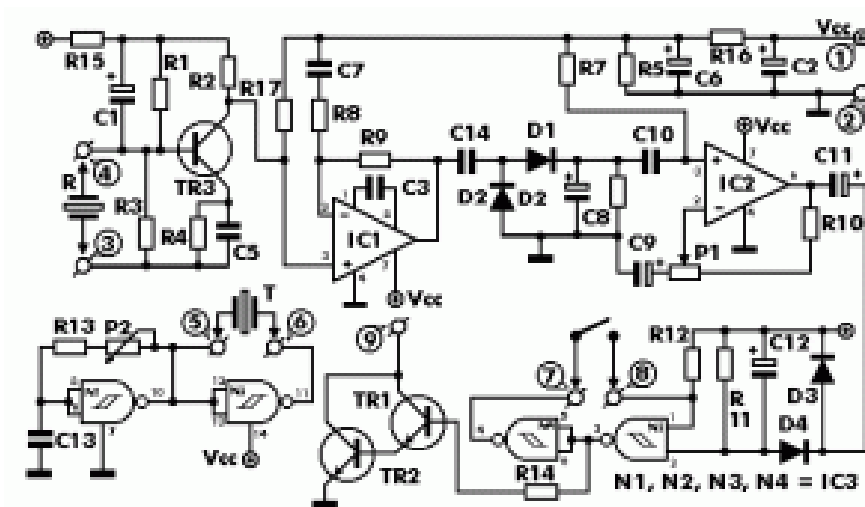 Vcc
R15
R1
R2
R17
C7
R7
R5
C6
R16
C2
1
C1
R8
2
4
R9
C14
D1
C10
Vcc
C11
R
TR3
C3
D2
D2
IC2
R3
R4
C5
IC1
C8
C9
P1
R10
3
Vcc
T
R13
P2
5
6
9
R12
C12
7
8
TR1
R
11
D3
D4
C13
Vcc
TR2
R14
N1, N2, N3, N4 = IC3